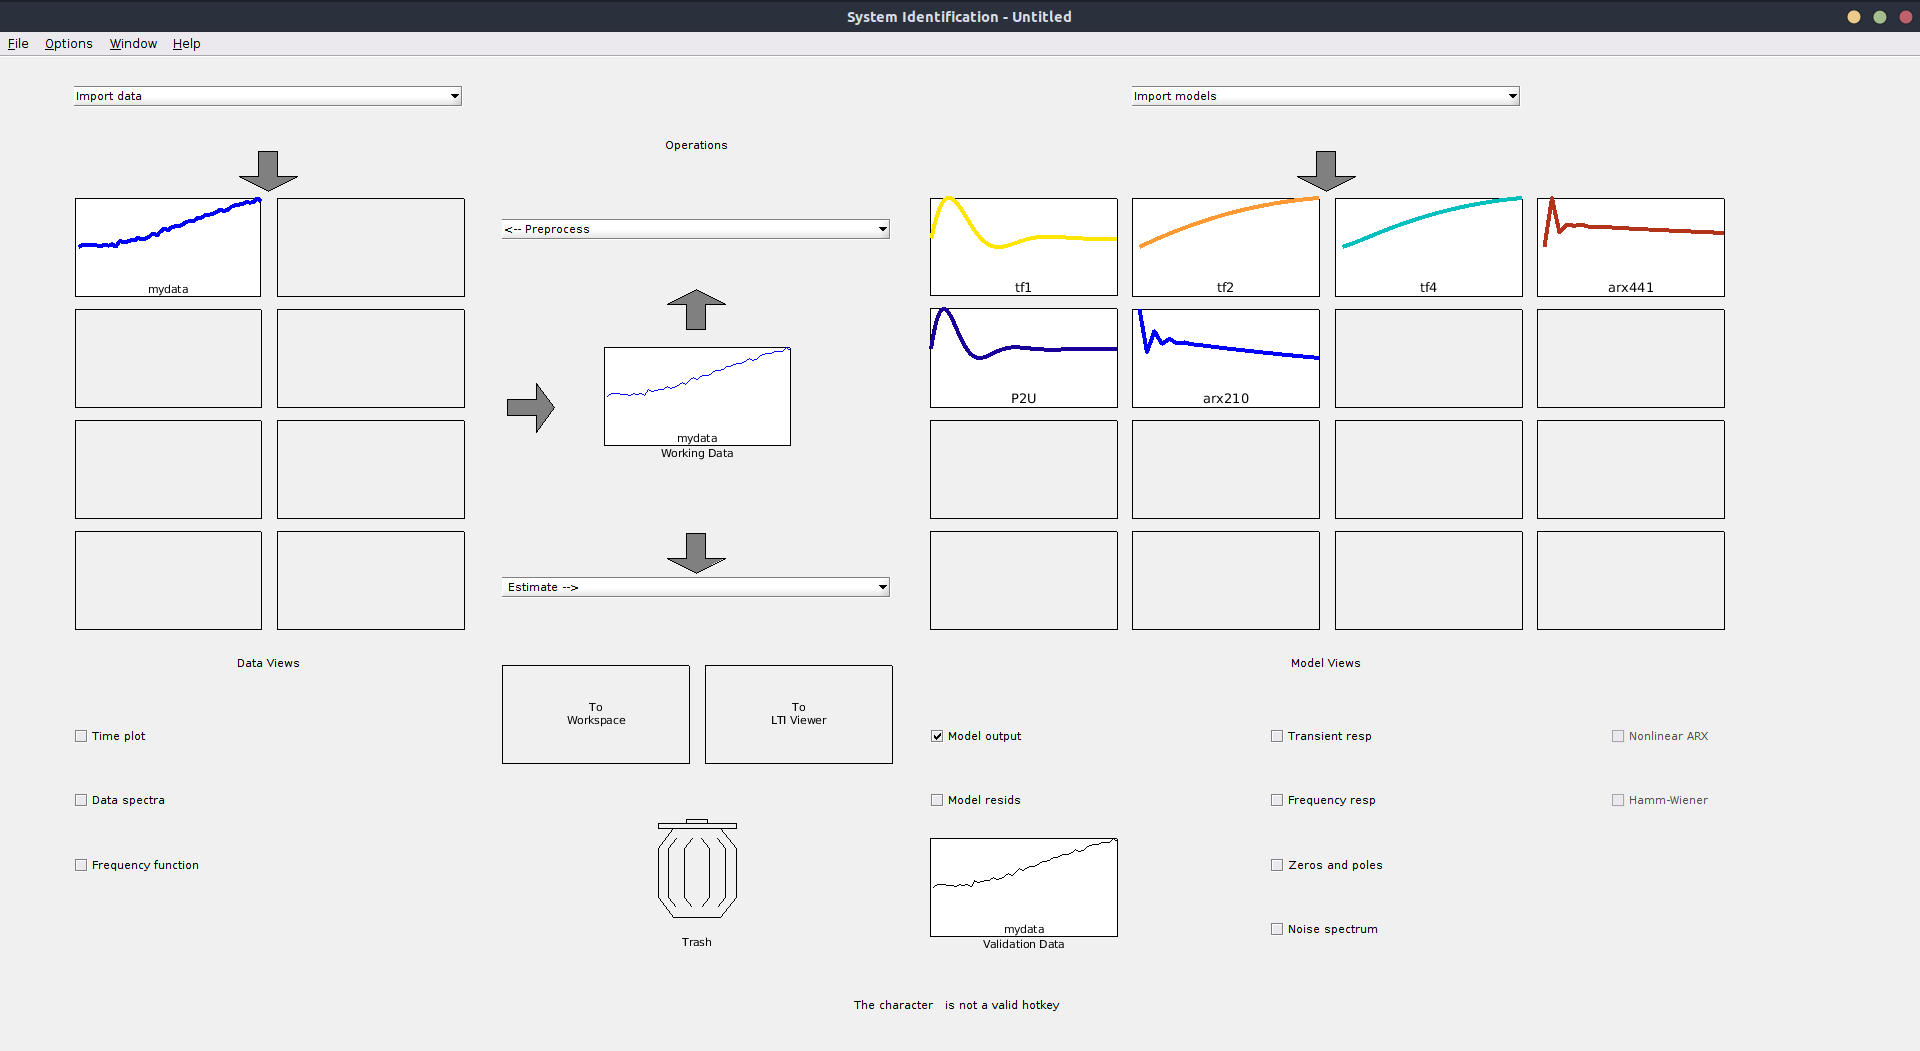 System Identification - Untitled
File Options Window Help
Import data
Import models
Operations
<-- Preprocess
mydata
tf1
tf2
tf4
arx441
P2U
arx210
mydata
Working Data
Estimate -->
Data Views
Model Views
To
Workspace
To
LTI Viewer
Time plot
Model output
Transient resp
Nonlinear ARX
Data spectra
Model resids
Frequency resp
Hamm-Wiener
Frequency function
Zeros and poles
mydata
Validation Data
Noise spectrum
Trash
The character   is not a valid hotkey